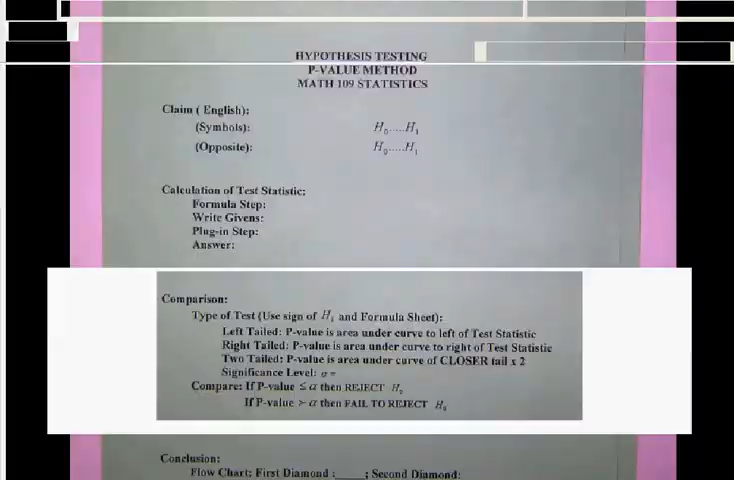 HYPOTHESIS TESTING
P-VALUE METHOD
MATH 109 STATISTICS
Claim ( English):
(Symbols): H₀.....H₁
(Opposite): H₀.....H₁
Calculation of Test Statistic:
Formula Step:
Write Givens:
Plug-in Step:
Answer:
Comparison:
Type of Test (Use sign of H₁ and Formula Sheet):
Left Tailed: P-value is area under curve to left of Test Statistic
Right Tailed: P-value is area under curve to right of Test Statistic
Two Tailed: P-value is area under curve of CLOSER tail x 2
Significance Level: α =
Compare: If P-value ≤ α then REJECT H₀
If P-value > α then FAIL TO REJECT H₀
Conclusion:
Flow Chart: First Diamond :____; Second Diamond: